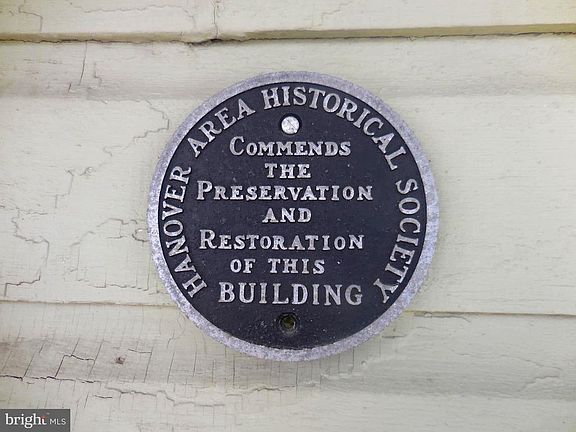 HANOVER AREA HISTORICAL SOCIETY
COMMENDS
THE
PRESERVATION
AND
RESTORATION
OF THIS
BUILDING
bright MLS